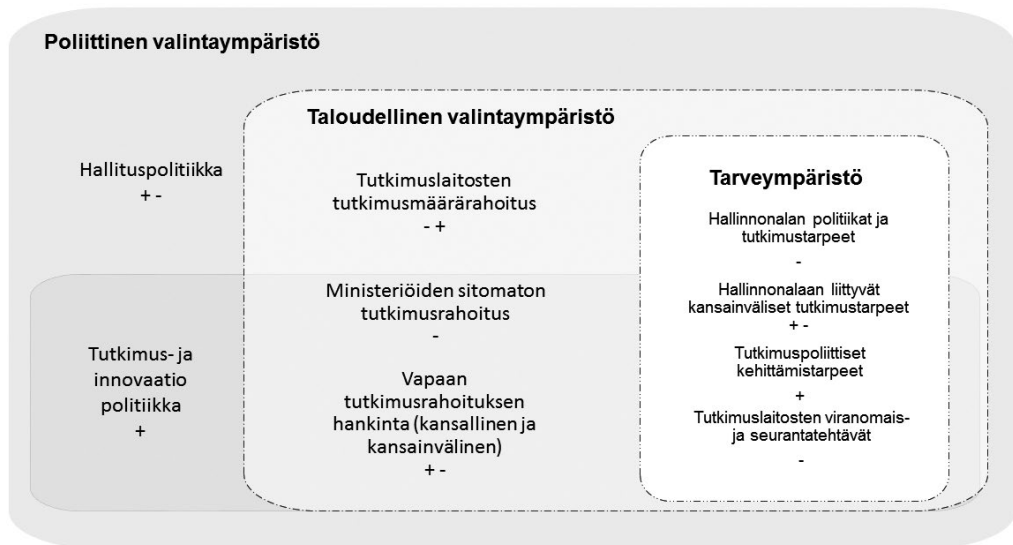 Poliittinen valintaympäristö
Hallituspolitiikka
+ -
Tutkimus- ja
innovaatio
politiikka
+
Taloudellinen valintaympäristö
Tutkimuslaitosten
tutkimusmäärärahoitus
- +
Ministeriöiden sitomaton
tutkimusrahoitus
-
Vapaan
tutkimusrahoituksen
hankinta (kansallinen ja
kansainvälinen)
+ -
Tarveympäristö
Hallinnonalan politiikat ja
tutkimustarpeet
-
Hallinnonalaan liittyvät
kansainväliset tutkimustarpeet
+ -
Tutkimuspoliittiset
kehittämistarpeet
+
Tutkimuslaitosten viranomais-
ja seurantatehtävät
-